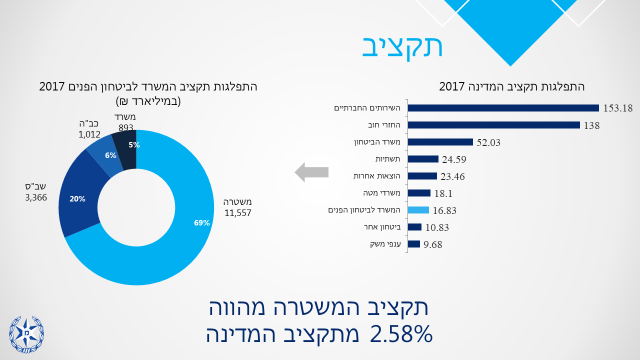 תקציב
התפלגות תקציב המדינה 2017
השירותים החברתיים 153.18
החזרי חוב 138
משרד הביטחון 52.03
תשתיות 24.59
הוצאות אחרות 23.46
משרדי מטה 18.1
המשרד לביטחון הפנים 16.83
ביטחון אחר 10.83
ענפי משק 9.68
התפלגות תקציב המשרד לביטחון הפנים 2017
(במיליארד ₪)
משרד
893
5%
כב"ה
1,012
6%
שב"ס
3,366
20%
משטרה
11,557
69%
תקציב המשטרה מהווה
2.58% מתקציב המדינה